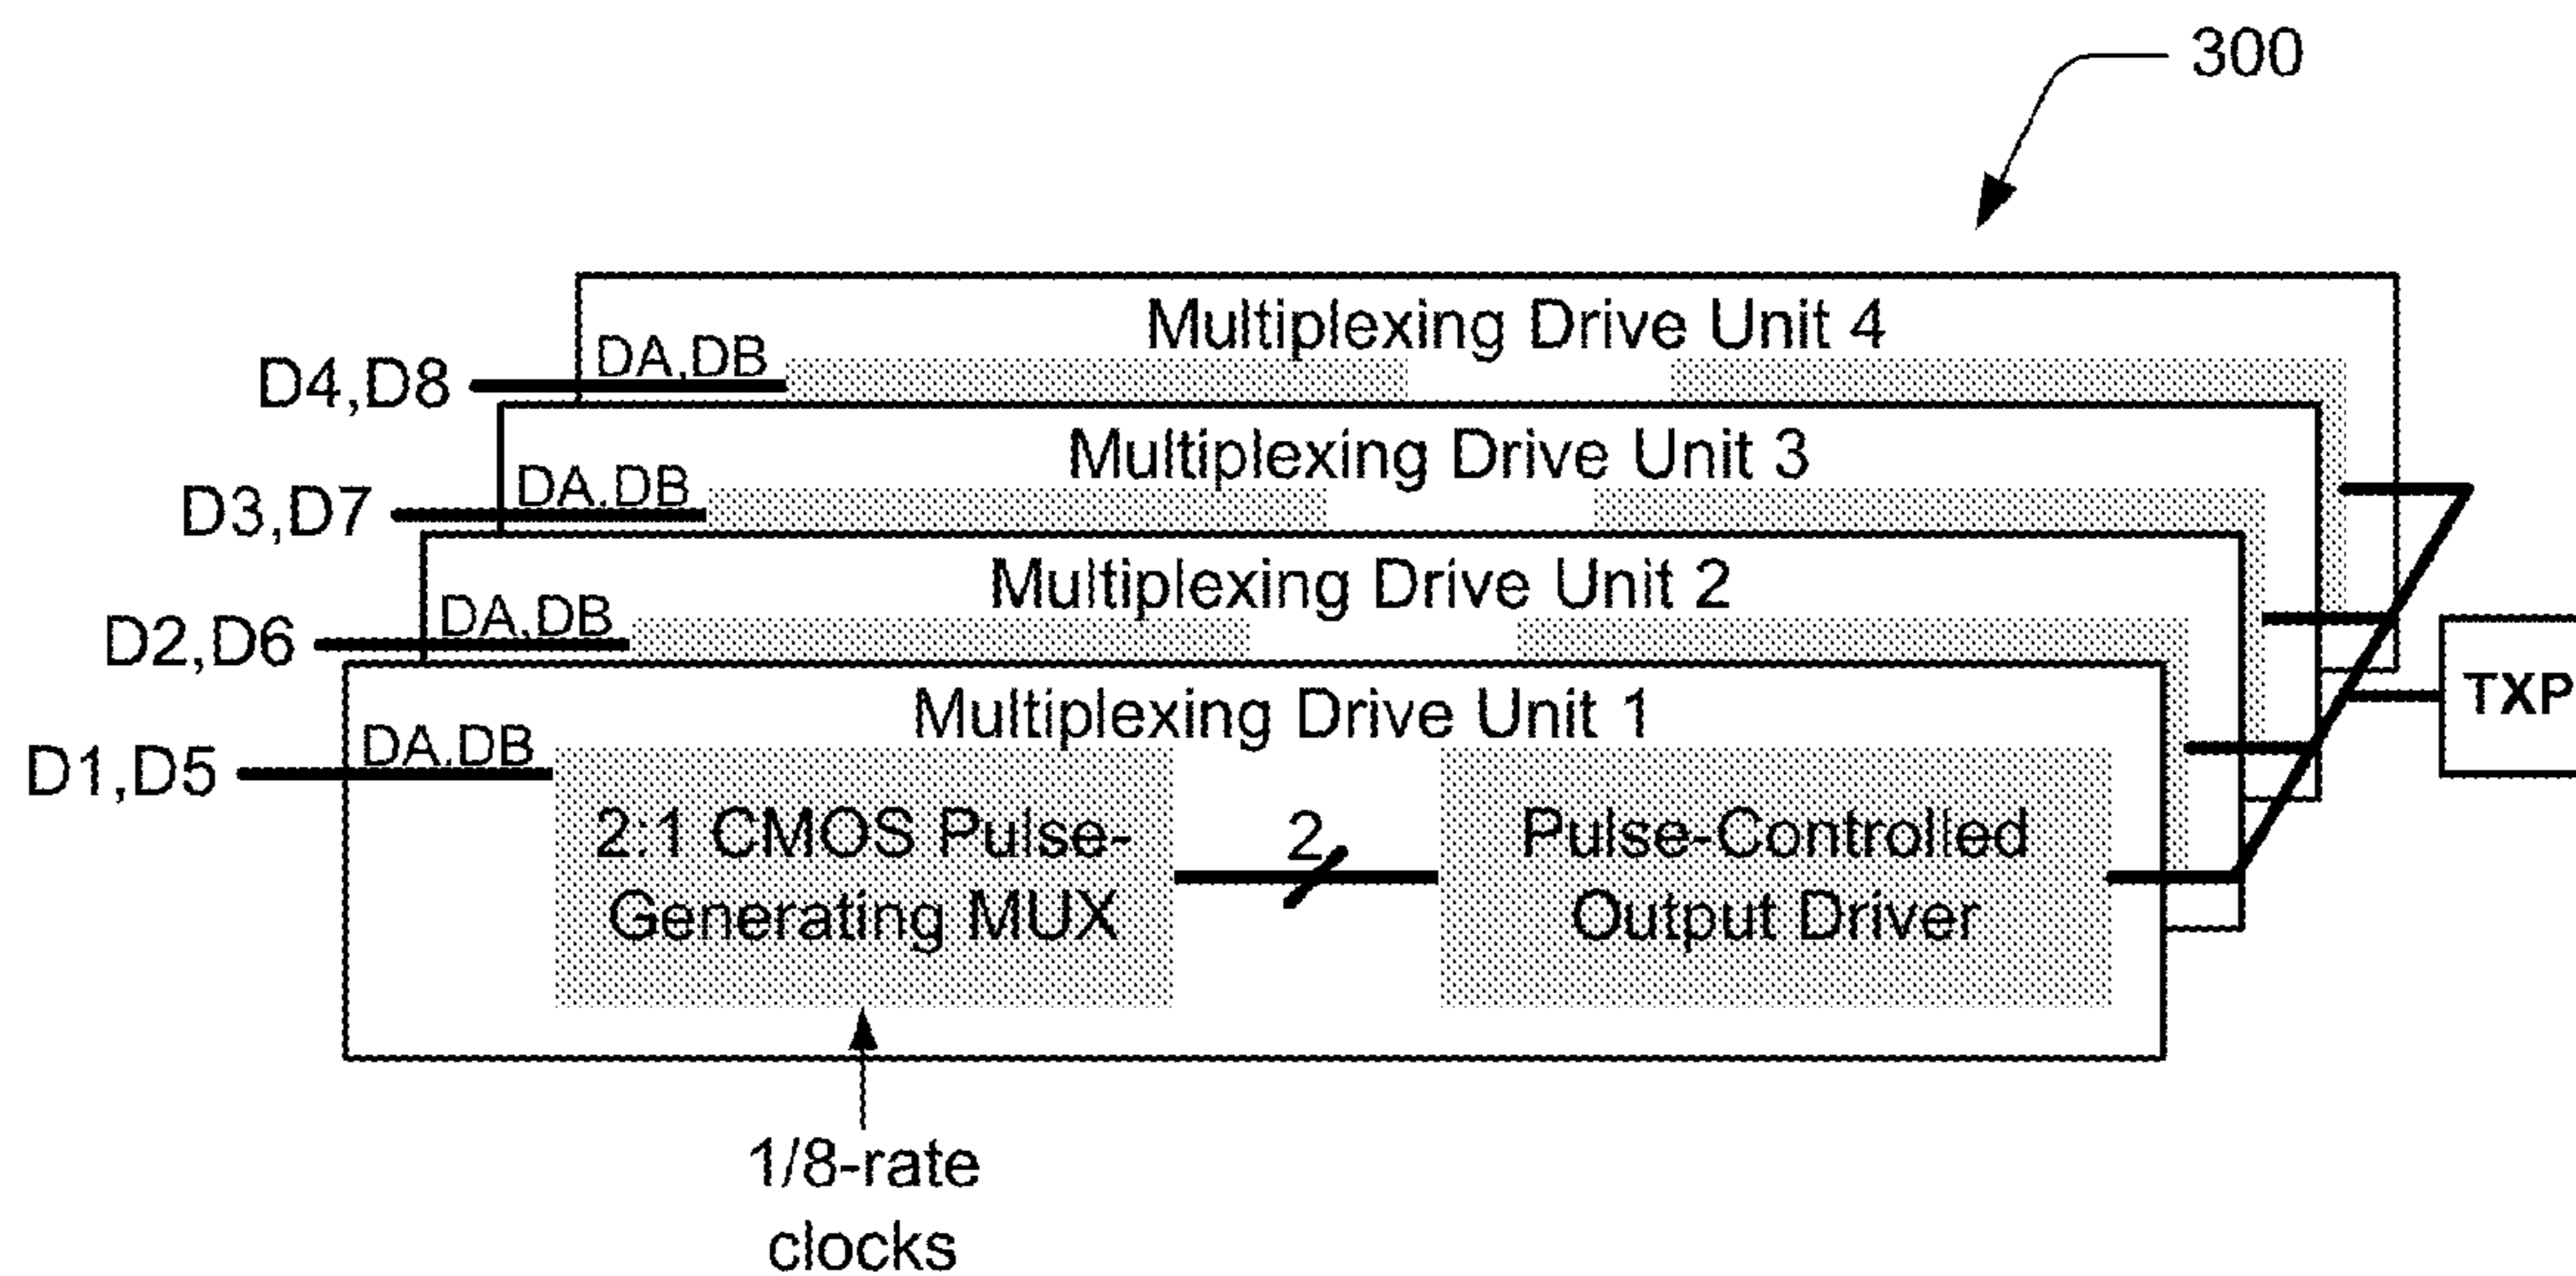 300
Multiplexing Drive Unit 4
DA,DB
D4,D8
Multiplexing Drive Unit 3
DA,DB
D3,D7
Multiplexing Drive Unit 2
DA,DB
D2,D6
TXP
Multiplexing Drive Unit 1
DA,DB
D1,D5
2:1 CMOS Pulse-
Generating MUX
2
Pulse-Controlled
Output Driver
1/8-rate
clocks